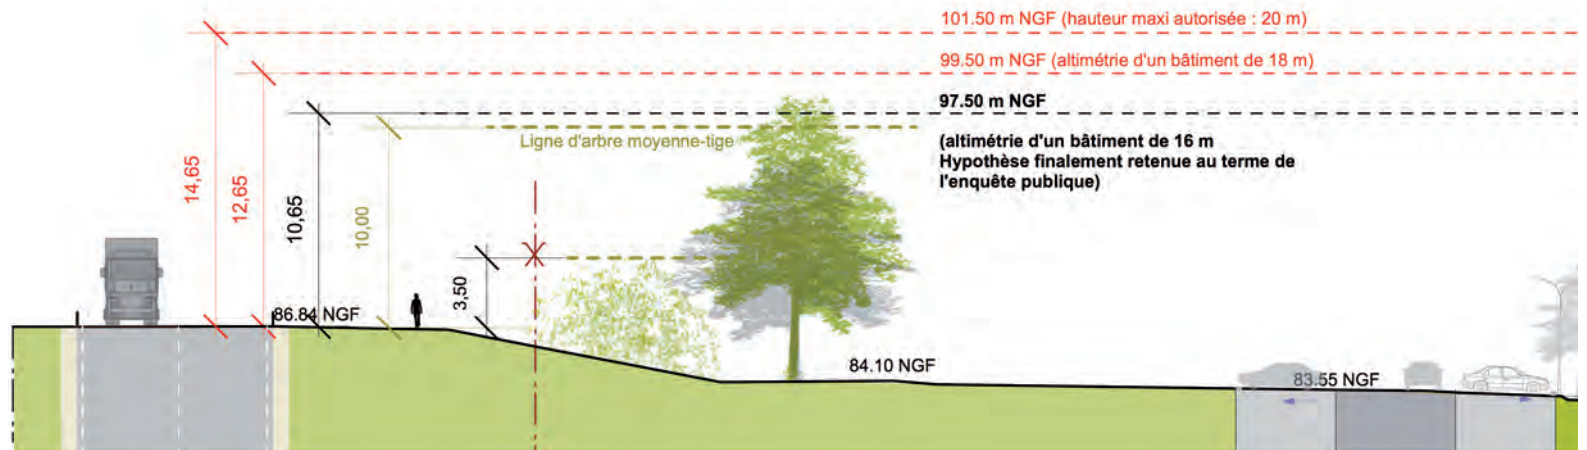 101.50 m NGF (hauteur maxi autorisée : 20 m)
99.50 m NGF (altimétrie d'un bâtiment de 18 m)
97.50 m NGF
(altimétrie d'un bâtiment de 16 m
Hypothèse finalement retenue au terme de
l'enquête publique)
Ligne d'arbre moyenne-tige
14,65
12,65
10,65
10,00
3,50
86.84 NGF
84.10 NGF
83.55 NGF